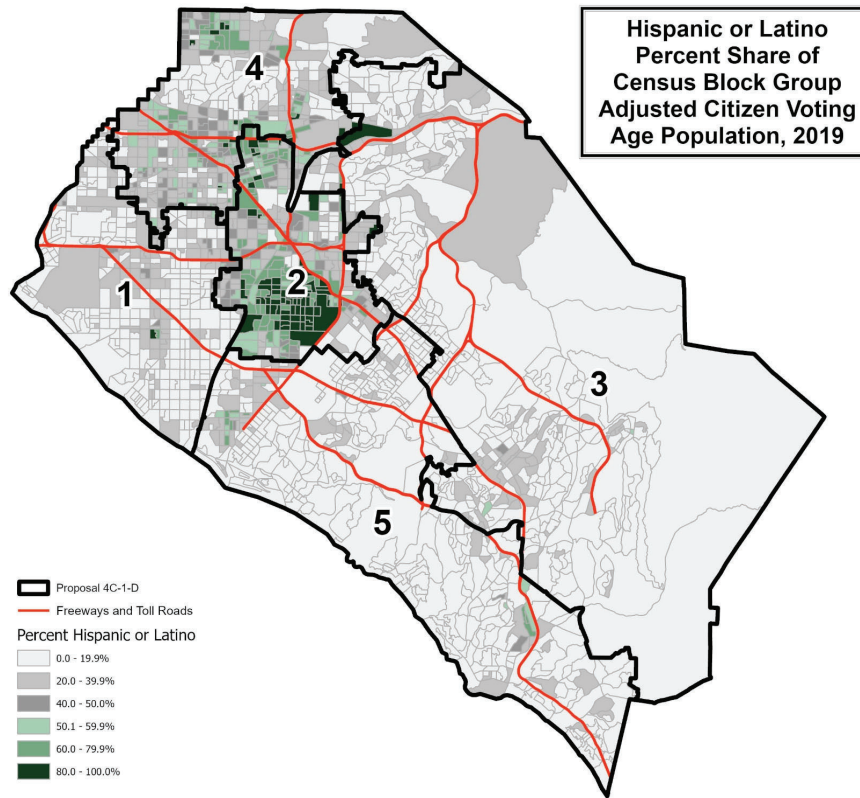 Hispanic or Latino
Percent Share of
Census Block Group
Adjusted Citizen Voting
Age Population, 2019
4
2
1
3
5
Proposal 4C-1-D
Freeways and Toll Roads
Percent Hispanic or Latino
0.0 - 19.9%
20.0 - 39.9%
40.0 - 50.0%
50.1 - 59.9%
60.0 - 79.9%
80.0 - 100.0%